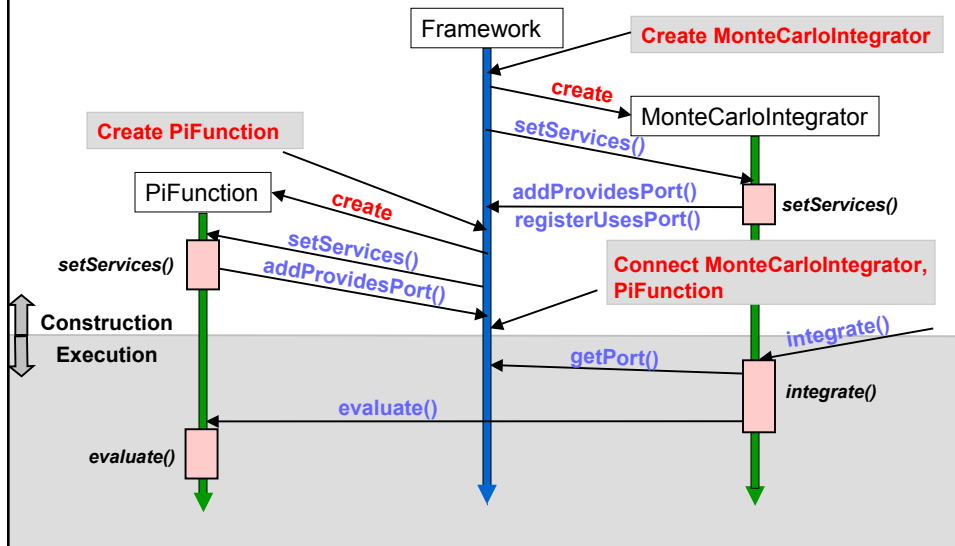 Framework
Create MonteCarloIntegrator
create
MonteCarloIntegrator
Create PiFunction
setServices()
PiFunction
create
addProvidesPort()
registerUsesPort()
setServices()
setServices()
setServices()
addProvidesPort()
Connect MonteCarloIntegrator,
PiFunction
Construction
Execution
integrate()
getPort()
integrate()
evaluate()
evaluate()